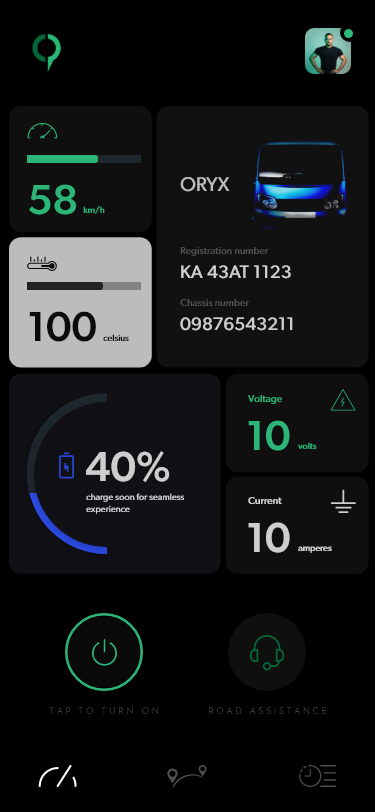 58 km/h
ORYX
Registration number
KA 43AT 1123
Chassis number
09876543211
100 celsius
40%
charge soon for seamless
experience
Voltage
10 volts
Current
10 amperes
TAP TO TURN ON
ROAD ASSISTANCE